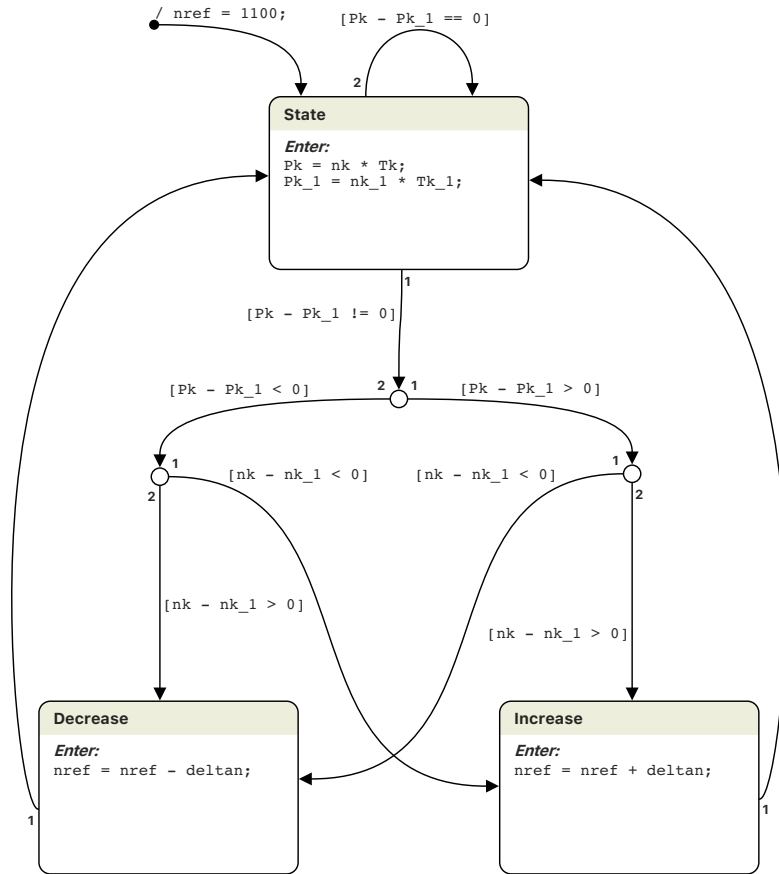 / nref = 1100;
[Pk - Pk_1 == 0]
2
State
Enter:
Pk = nk * Tk;
Pk_1 = nk_1 * Tk_1;
1
[Pk - Pk_1 != 0]
[Pk - Pk_1 < 0]
2
1
[Pk - Pk_1 > 0]
1
2
[nk - nk_1 < 0]
[nk - nk_1 < 0]
1
2
[nk - nk_1 > 0]
[nk - nk_1 > 0]
Decrease
Enter:
nref = nref - deltan;
1
Increase
Enter:
nref = nref + deltan;
1